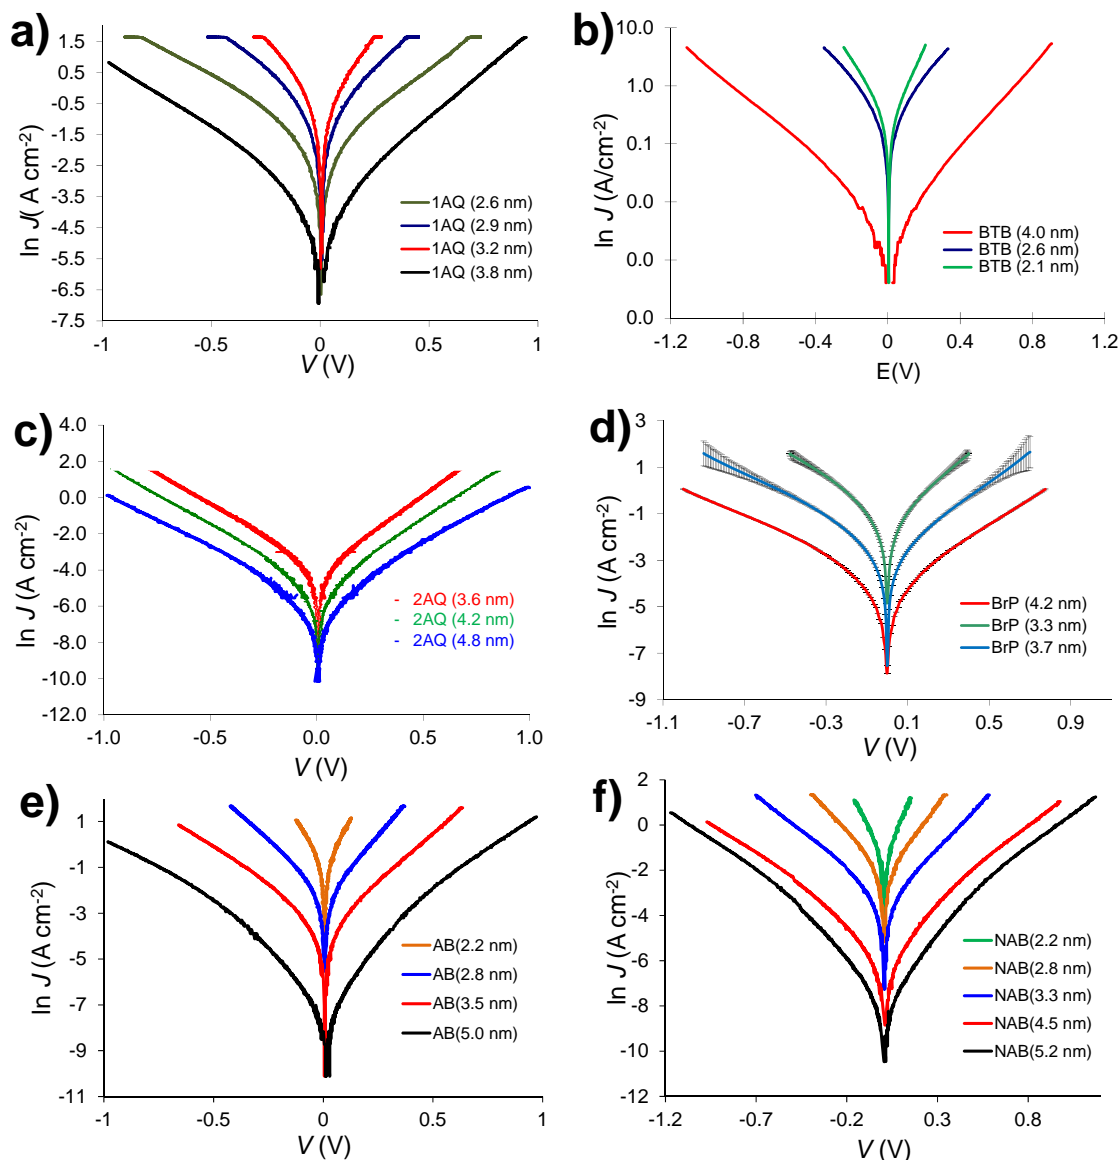 a)
1.5
0.5
-0.5
-1.5
-2.5
-3.5
-4.5
-5.5
-6.5
-7.5
ln J( A cm-2)
1AQ (2.6 nm)
1AQ (2.9 nm)
1AQ (3.2 nm)
1AQ (3.8 nm)
-1
-0.5
0
0.5
1
V (V)
b)
10.0
1.0
0.1
0.0
0.0
0.0
ln J (A/cm-2)
BTB (4.0 nm)
BTB (2.6 nm)
BTB (2.1 nm)
-1.2
-0.8
-0.4
0
0.4
0.8
1.2
E(V)
c)
4.0
2.0
0.0
-2.0
-4.0
-6.0
-8.0
-10.0
-12.0
ln J (A cm-2)
- 2AQ (3.6 nm)
- 2AQ (4.2 nm)
- 2AQ (4.8 nm)
-1.0
-0.5
0.0
0.5
1.0
V (V)
d)
3
1
-1
-3
-5
-7
-9
ln J (A cm-2)
BrP (4.2 nm)
BrP (3.3 nm)
BrP (3.7 nm)
-1.1
-0.7
-0.3
0.1
0.5
0.9
V (V)
e)
1
-1
-3
-5
-7
-9
-11
ln J (A cm-2)
AB(2.2 nm)
AB(2.8 nm)
AB(3.5 nm)
AB(5.0 nm)
-1
-0.5
0
0.5
1
V (V)
f)
2
0
-2
-4
-6
-8
-10
-12
ln J (A cm-2)
NAB(2.2 nm)
NAB(2.8 nm)
NAB(3.3 nm)
NAB(4.5 nm)
NAB(5.2 nm)
-1.2
-0.7
-0.2
0.3
0.8
V (V)